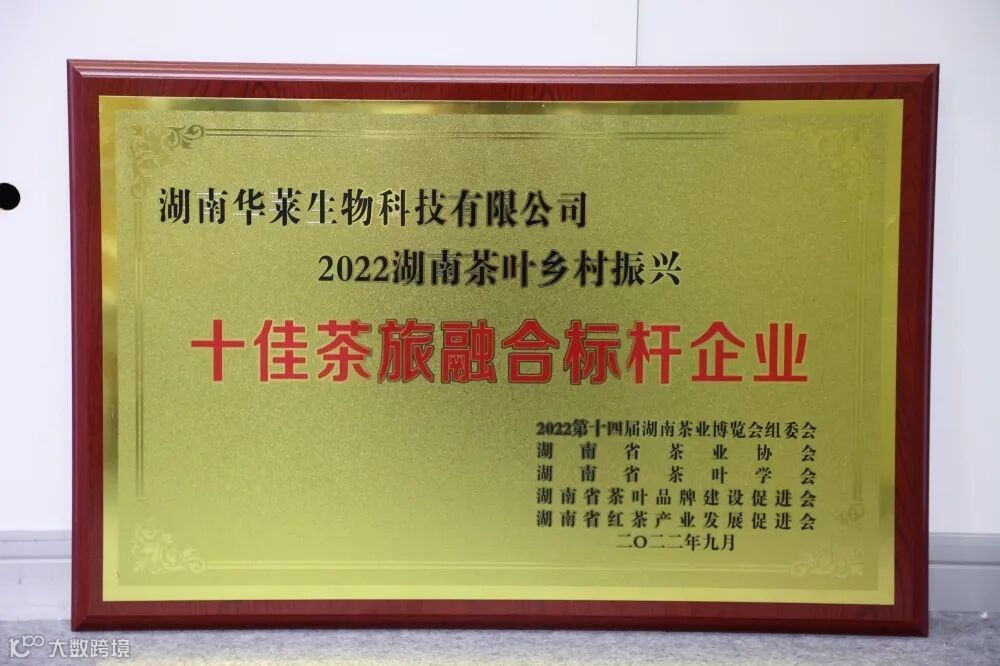 湖南华莱生物科技有限公司
2022湖南茶叶乡村振兴
十佳茶旅融合标杆企业
2022第十四届湖南茶业博览会组委会
湖南省茶业协会
湖南省茶叶学会
湖南省茶叶品牌建设促进会
湖南省红茶产业发展促进会
二〇二二年九月
大数跨境